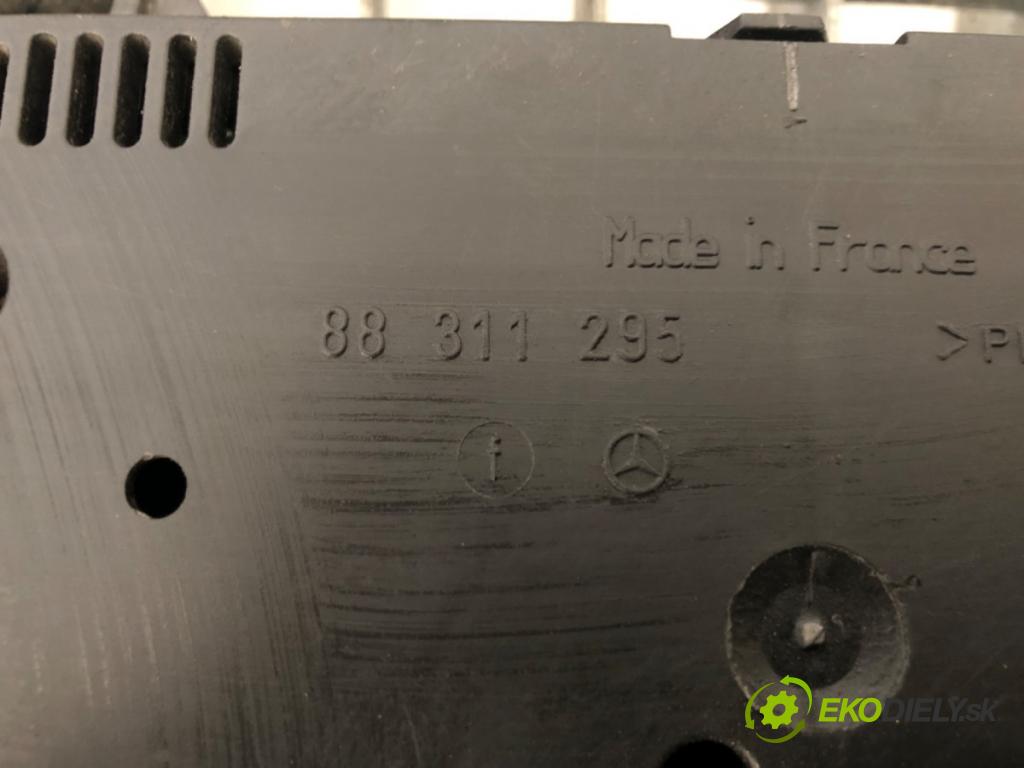 Made in France
88 311 295
i
EKODIELY.sk